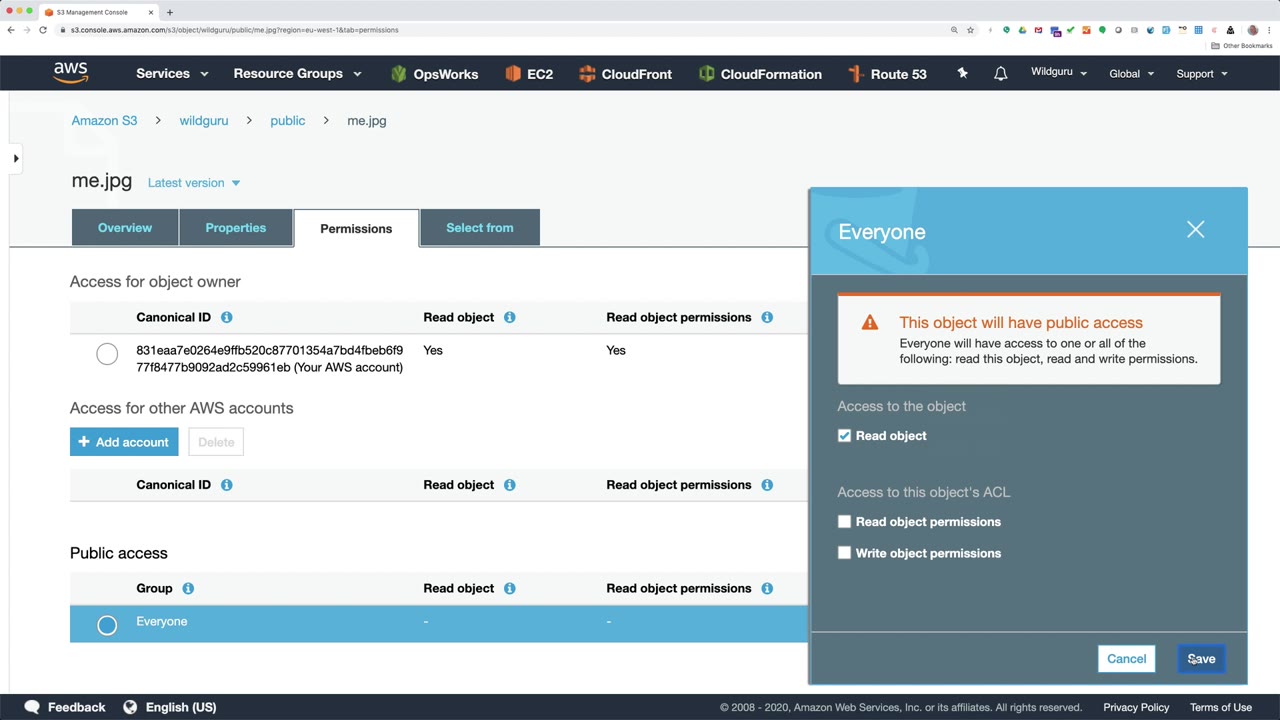 S3 Management Console
s3.console.aws.amazon.com/s3/object/wildguru/public/me.jpg?region=eu-west-1&tab=permissions
Other Bookmarks
aws
Services
Resource Groups
OpsWorks
EC2
CloudFront
CloudFormation
Route 53
Wildguru
Global
Support
Amazon S3 > wildguru > public > me.jpg
me.jpg
Latest version
Overview
Properties
Permissions
Select from
Access for object owner
Canonical ID
Read object
Read object permissions
831eaa7e0264e9ffb520c87701354a7bd4fbeb6f9
77f8477b9092ad2c59961eb (Your AWS account)
Yes
Yes
Access for other AWS accounts
+ Add account
Delete
Canonical ID
Read object
Read object permissions
Public access
Group
Read object
Read object permissions
Everyone
-
-
Everyone
This object will have public access
Everyone will have access to one or all of the
following: read this object, read and write permissions.
Access to the object
Read object
Access to this object's ACL
Read object permissions
Write object permissions
Cancel
Save
Feedback
English (US)
© 2008 - 2020, Amazon Web Services, Inc. or its affiliates. All rights reserved.
Privacy Policy
Terms of Use